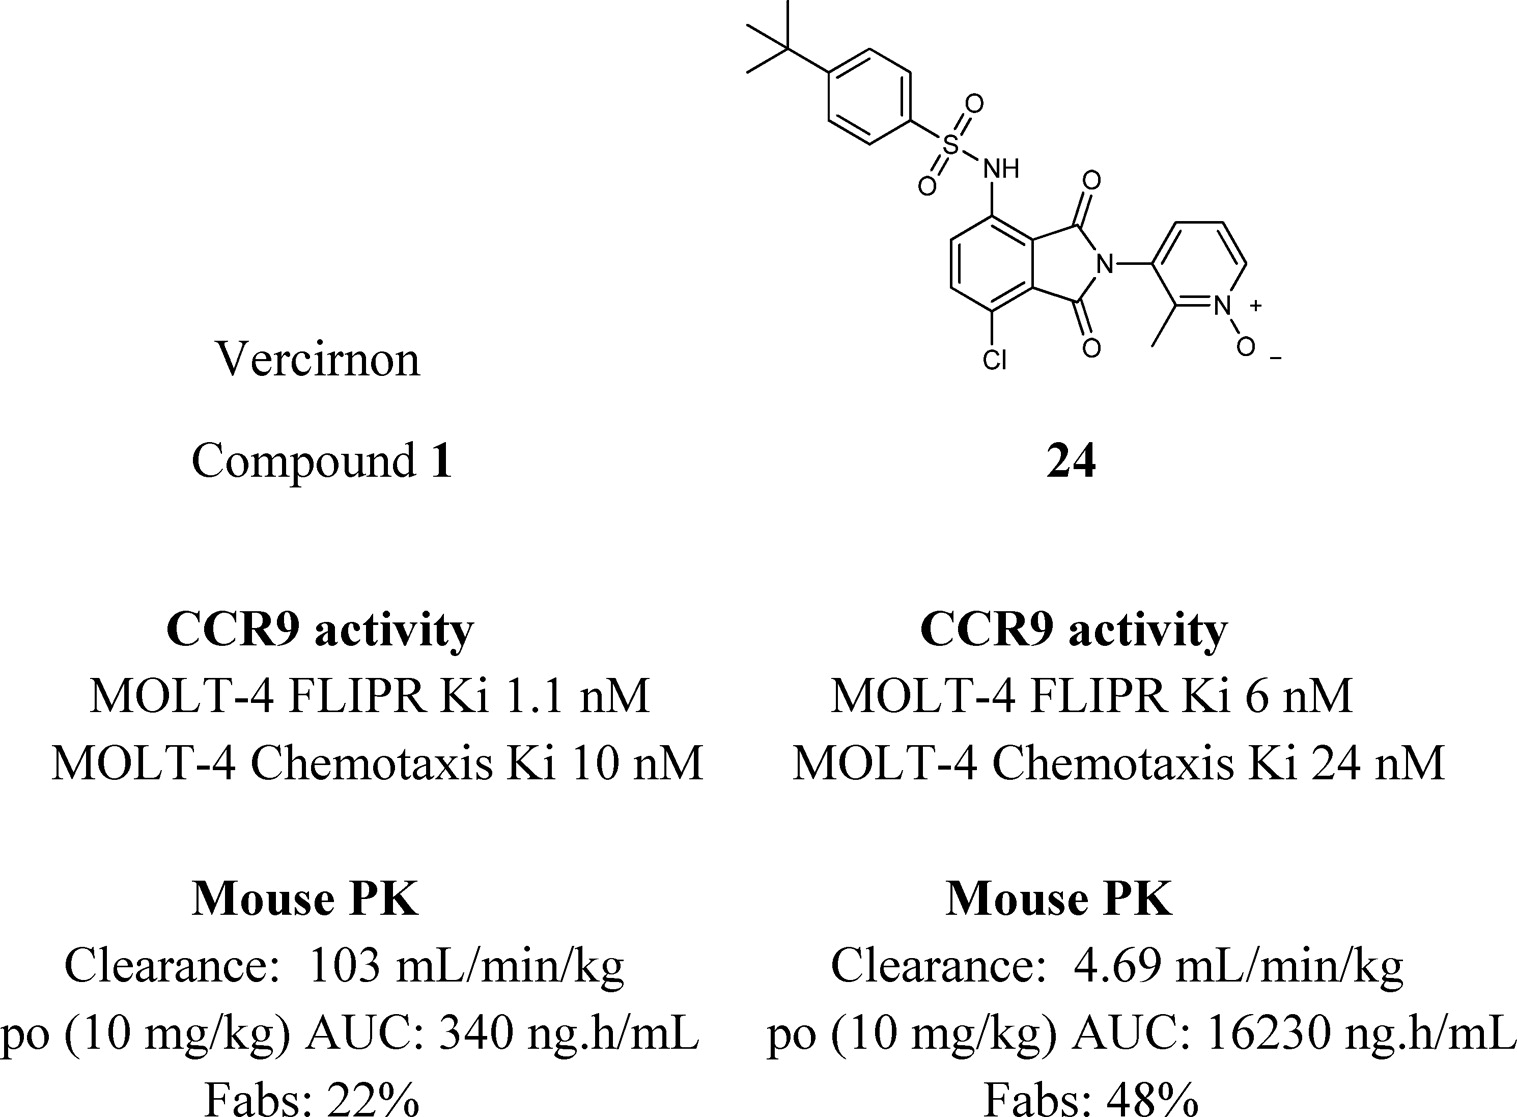 O
S
O
NH
O
N
N
+
O
−
O
Cl
Vercirnon
Compound 1
24
CCR9 activity
MOLT-4 FLIPR Ki 1.1 nM
MOLT-4 Chemotaxis Ki 10 nM
CCR9 activity
MOLT-4 FLIPR Ki 6 nM
MOLT-4 Chemotaxis Ki 24 nM
Mouse PK
Clearance: 103 mL/min/kg
po (10 mg/kg) AUC: 340 ng.h/mL
Fabs: 22%
Mouse PK
Clearance: 4.69 mL/min/kg
po (10 mg/kg) AUC: 16230 ng.h/mL
Fabs: 48%